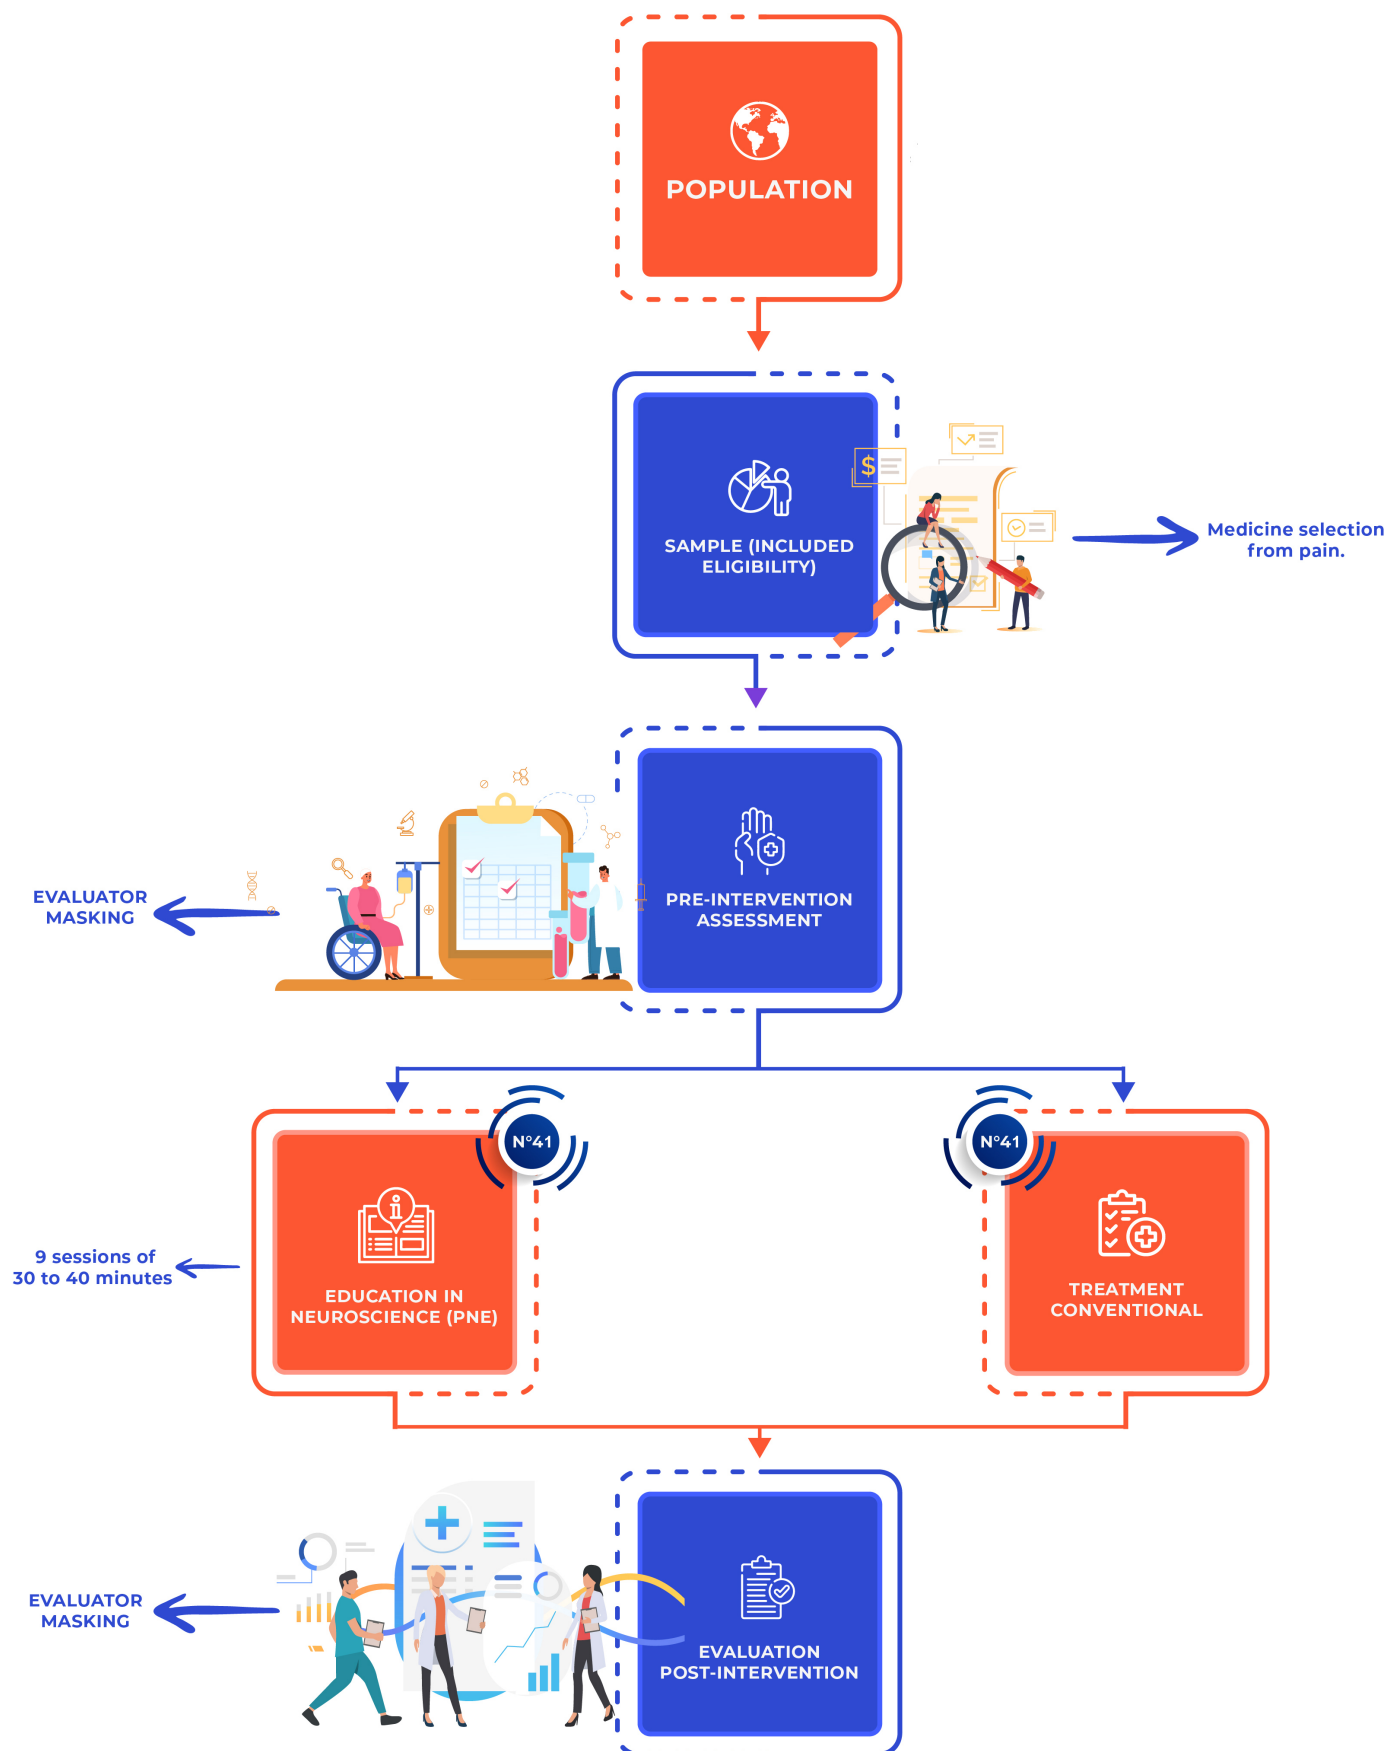 POPULATION
$
SAMPLE (INCLUDED
ELIGIBILITY)
Medicine selection
from pain.
PRE-INTERVENTION
ASSESSMENT
EVALUATOR
MASKING
N°41
N°41
EDUCATION IN
NEUROSCIENCE (PNE)
9 sessions of
30 to 40 minutes
TREATMENT
CONVENTIONAL
EVALUATION
POST-INTERVENTION
EVALUATOR
MASKING